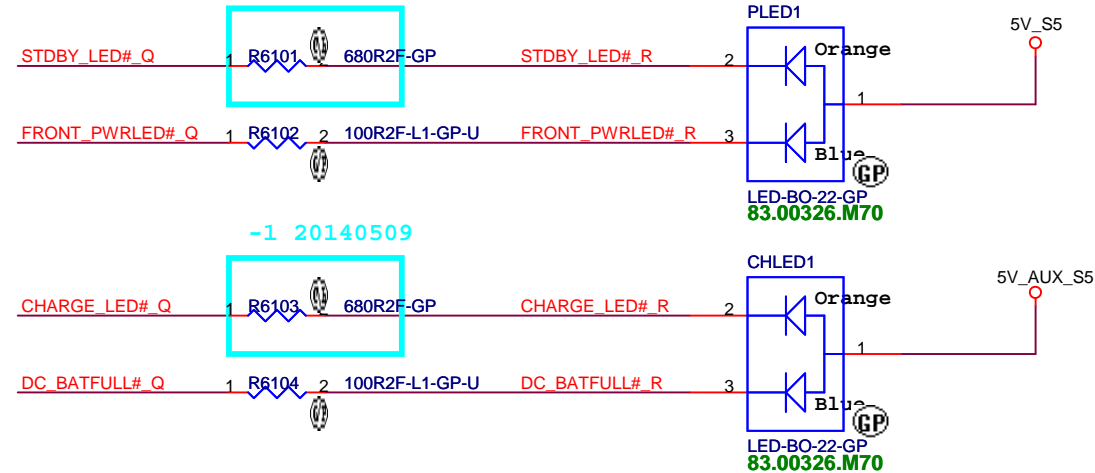 PLED1
5V_S5
STDBY_LED#_Q 1 R6101 2 680R2F-GP STDBY_LED#_R 2 Orange
1
FRONT_PWRLED#_Q 1 R6102 2 100R2F-L1-GP-U FRONT_PWRLED#_R 3 Blue
GP
LED-BO-22-GP
83.00326.M70
-1 20140509
CHLED1
5V_AUX_S5
CHARGE_LED#_Q 1 R6103 2 680R2F-GP CHARGE_LED#_R 2 Orange
1
DC_BATFULL#_Q 1 R6104 2 100R2F-L1-GP-U DC_BATFULL#_R 3 Blue
GP
LED-BO-22-GP
83.00326.M70